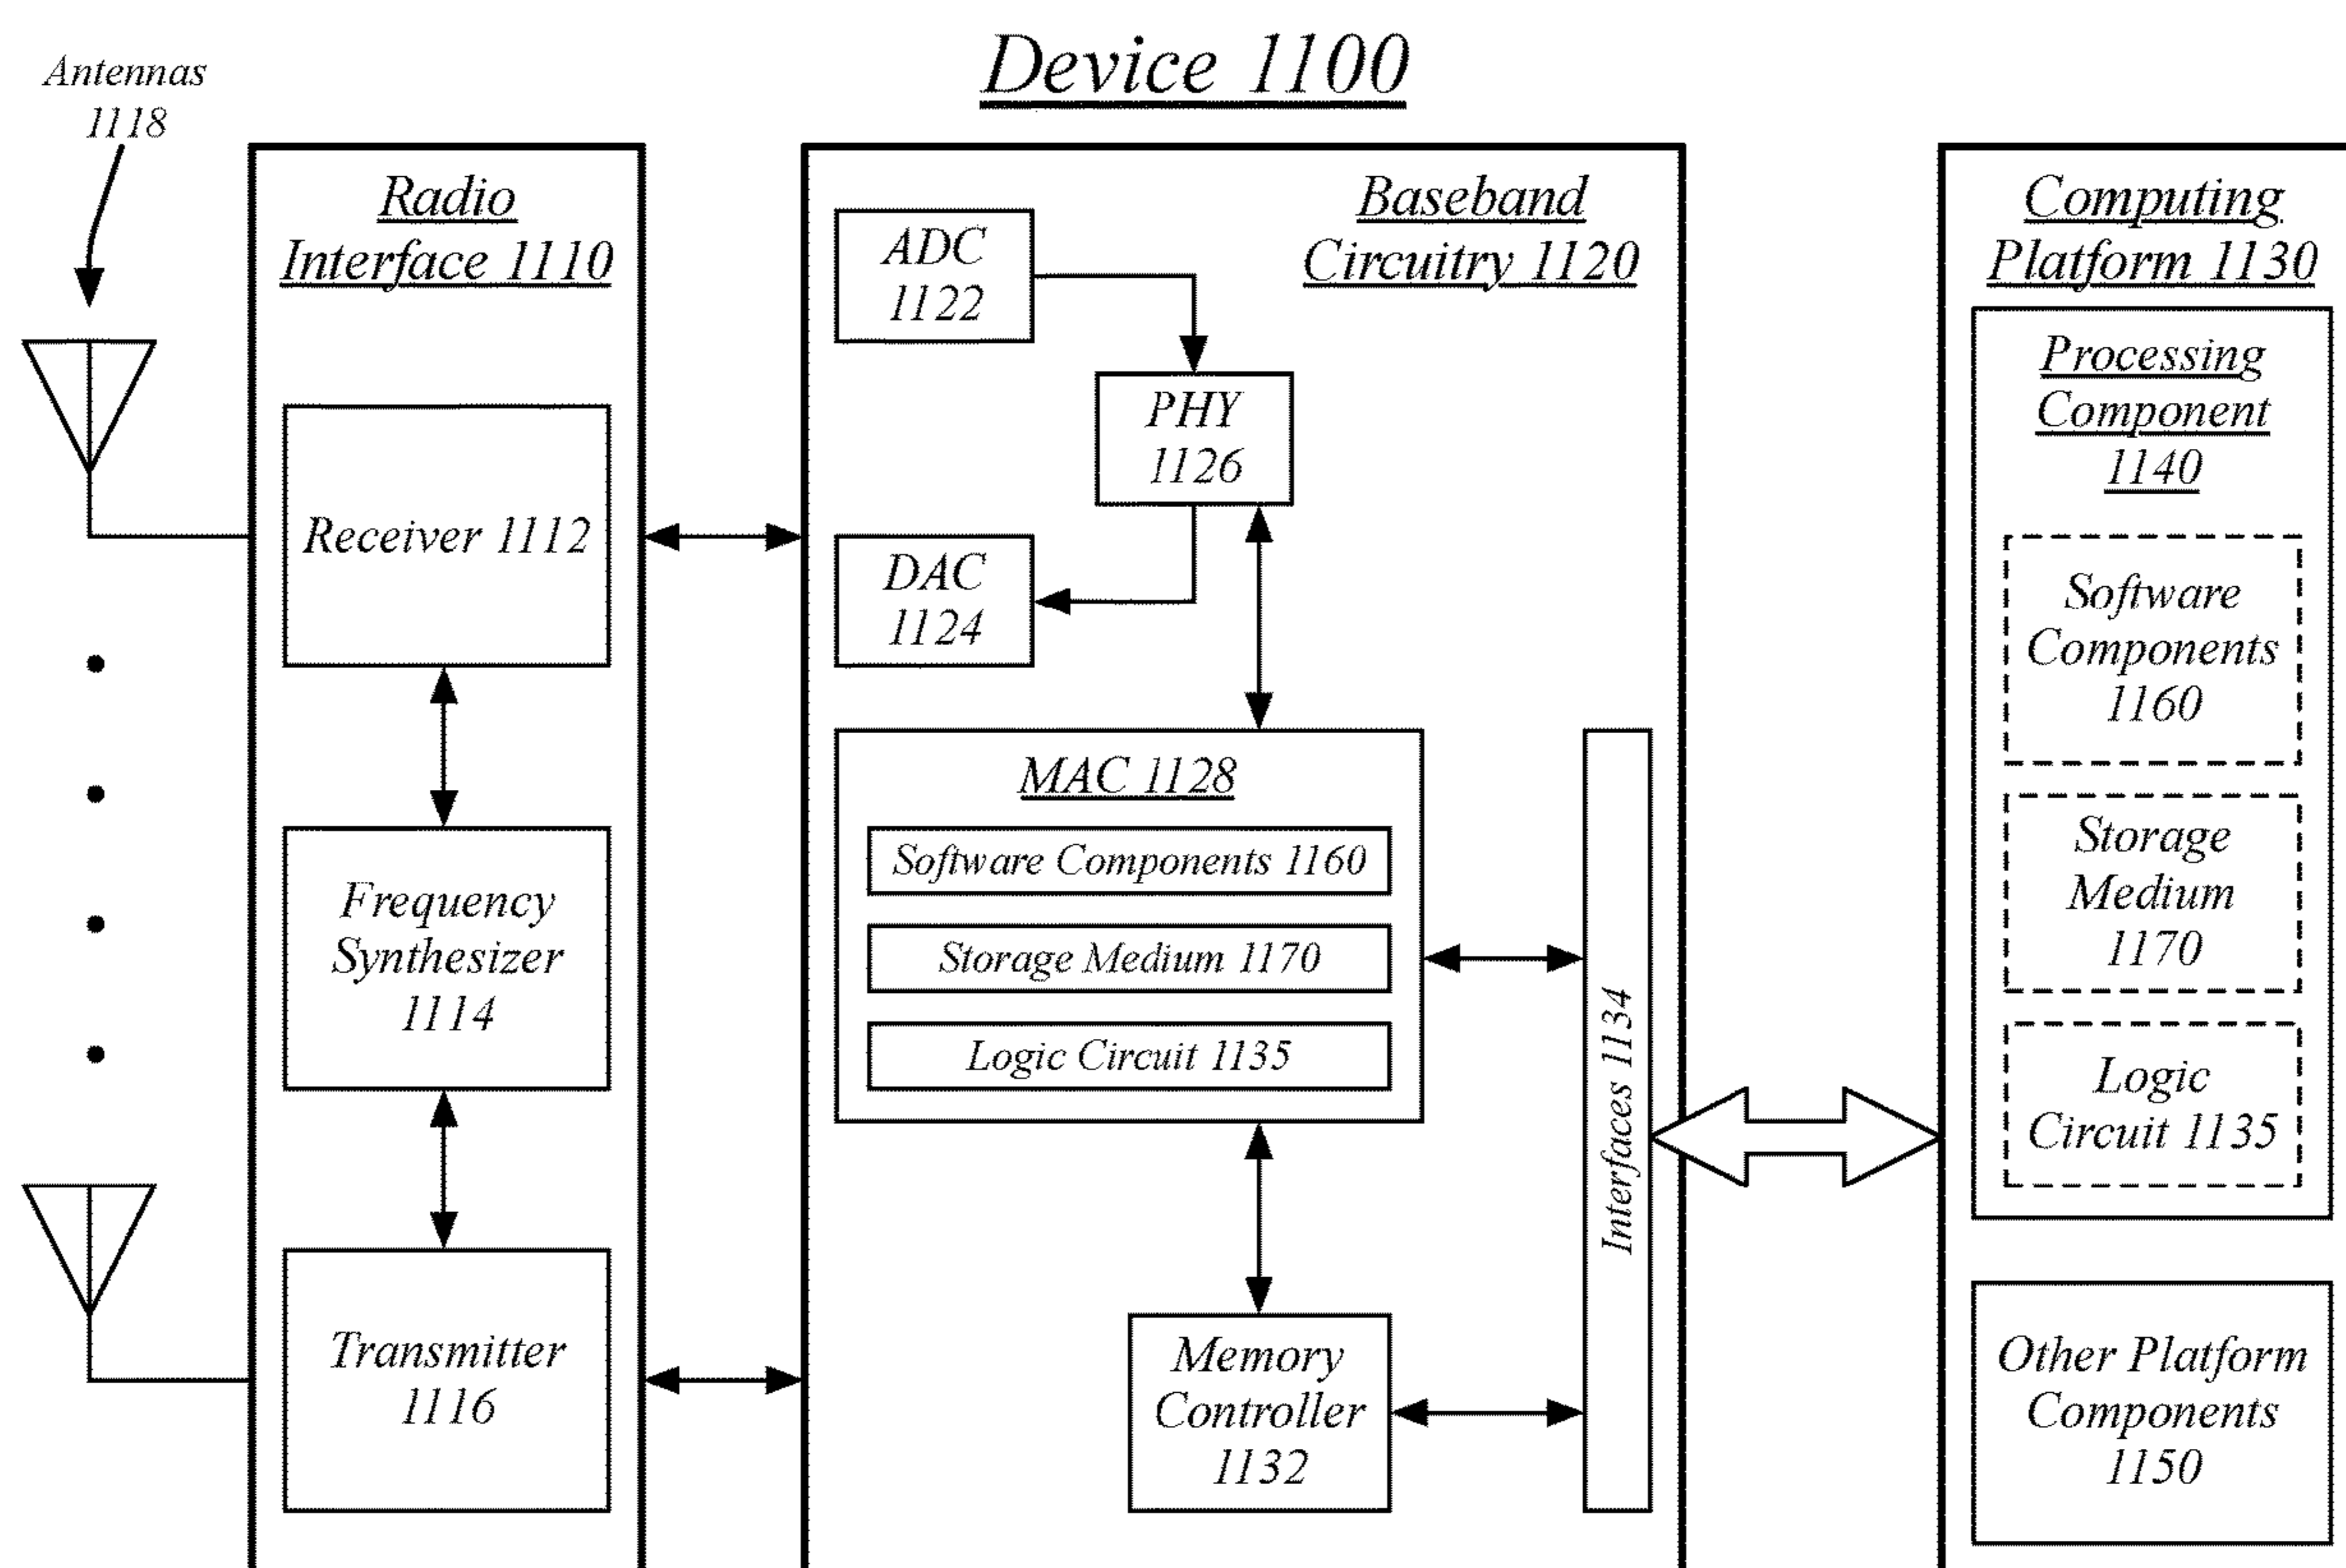 Device 1100
Antennas
1118
Radio
Interface 1110
Receiver 1112
Frequency
Synthesizer
1114
Transmitter
1116
Baseband
Circuitry 1120
ADC
1122
PHY
1126
DAC
1124
MAC 1128
Software Components 1160
Storage Medium 1170
Logic Circuit 1135
Interfaces 1134
Memory
Controller
1132
Computing
Platform 1130
Processing
Component
1140
Software
Components
1160
Storage
Medium
1170
Logic
Circuit 1135
Other Platform
Components
1150